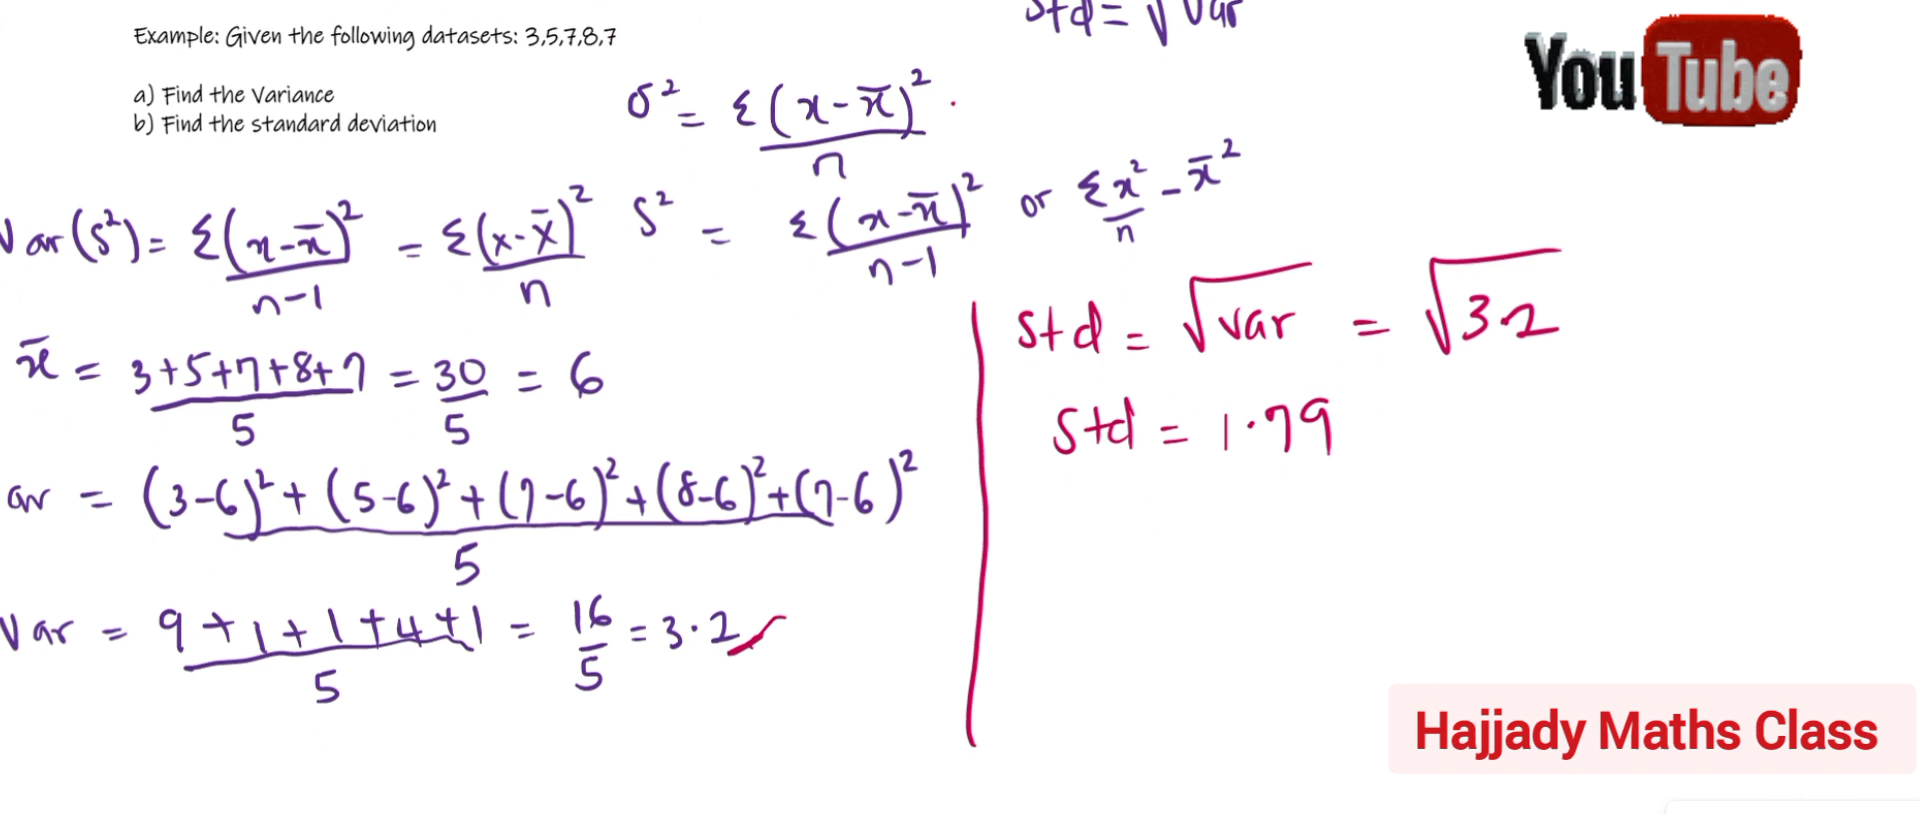 Std = √var
Example: Given the following datasets: 3,5,7,8,7
YouTube
a) Find the Variance
b) Find the standard deviation
σ² = Σ(x-x̄)² / n
Var(S²) = Σ(x-x̄)² / n-1 = Σ(x-x̄)² / n
S² = Σ(x-x̄)² / n-1 or Σx² / n - x̄²
x̄ = 3+5+7+8+7 / 5 = 30 / 5 = 6
ar = (3-6)² + (5-6)² + (7-6)² + (8-6)² + (7-6)² / 5
Var = 9+1+1+4+1 / 5 = 16 / 5 = 3.2
Std = √var = √3.2
Std = 1.79
Hajjady Maths Class